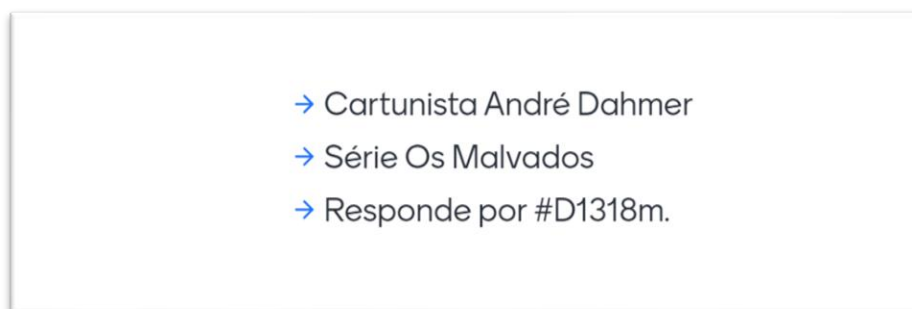 → Cartunista André Dahmer
→ Série Os Malvados
→ Responde por #D1318m.